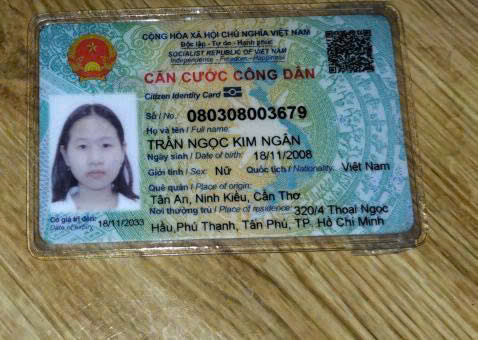 CỘNG HÒA XÃ HỘI CHỦ NGHĨA VIỆT NAM
Độc lập - Tự do - Hạnh phúc
SOCIALIST REPUBLIC OF VIET NAM
Independence - Freedom - Happiness
CĂN CƯỚC CÔNG DÂN
Citizen Identity Card
Số / No.: 080308003679
Họ và tên / Full name:
TRẦN NGỌC KIM NGÂN
Ngày sinh / Date of birth: 18/11/2008
Giới tính / Sex: Nữ Quốc tịch / Nationality: Việt Nam
Quê quán / Place of origin:
Tân An, Ninh Kiều, Cần Thơ
Nơi thường trú / Place of residence: 320/4 Thoại Ngọc
Hầu, Phú Thạnh, Tân Phú, TP. Hồ Chí Minh
Có giá trị đến: 18/11/2033
Date of expiry